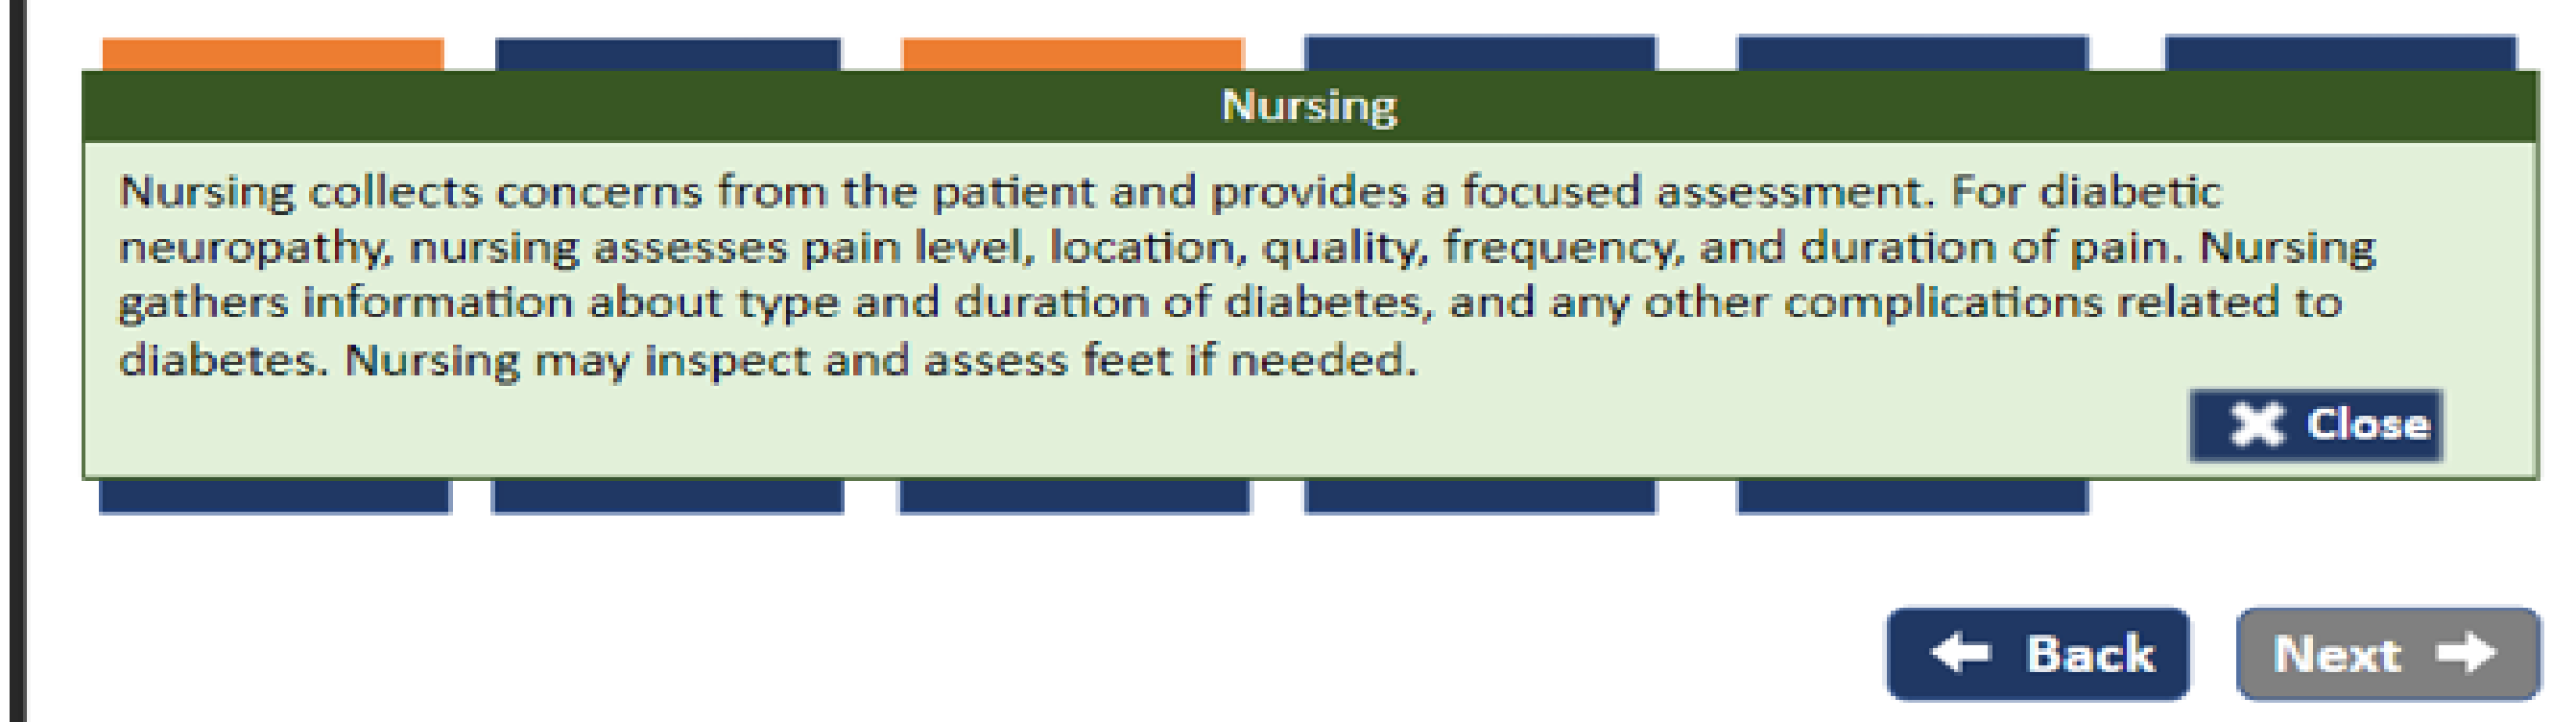 Nursing
Nursing collects concerns from the patient and provides a focused assessment. For diabetic
neuropathy, nursing assesses pain level, location, quality, frequency, and duration of pain. Nursing
gathers information about type and duration of diabetes, and any other complications related to
diabetes. Nursing may inspect and assess feet if needed.
Close
Back
Next